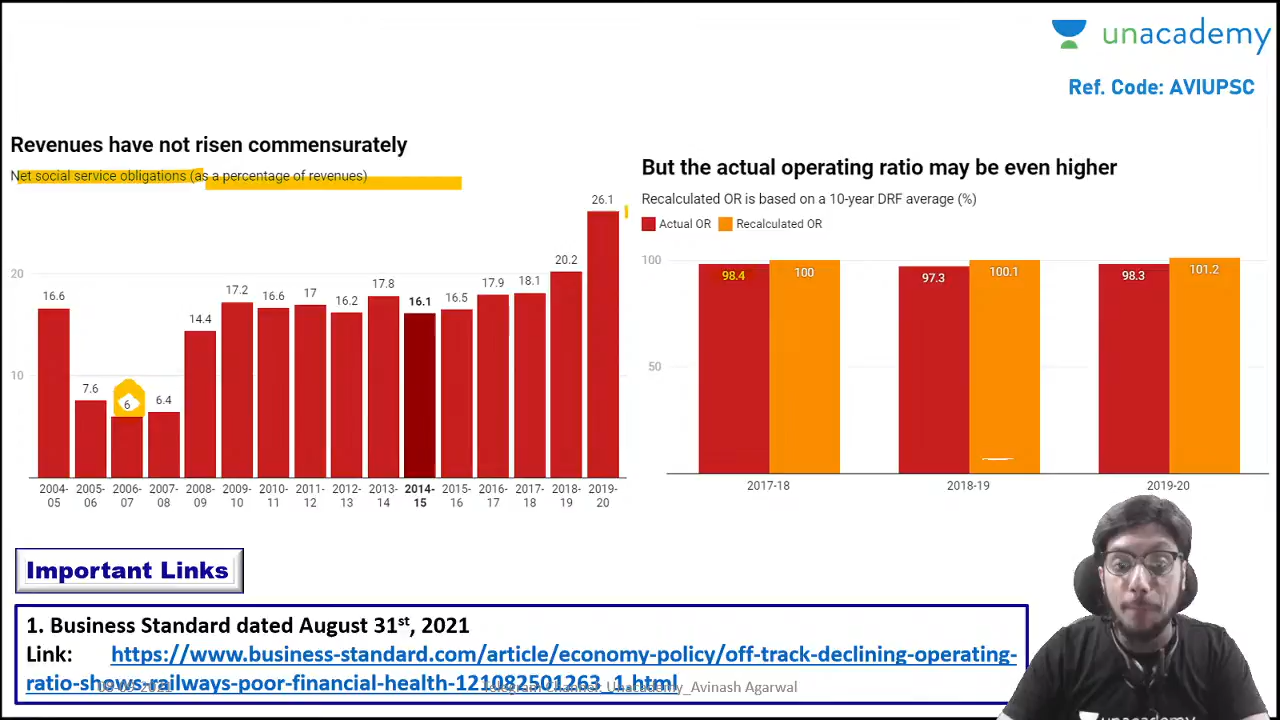 unacademy
Ref. Code: AVIUPSC
Revenues have not risen commensurately
Net social service obligations (as a percentage of revenues)
26.1
20.2
20
16.6
17.2
16.6
17
16.2
17.8
16.1
16.5
17.9
18.1
14.4
10
7.6
6
6.4
2004-05
2005-06
2006-07
2007-08
2008-09
2009-10
2010-11
2011-12
2012-13
2013-14
2014-15
2015-16
2016-17
2017-18
2018-19
2019-20
But the actual operating ratio may be even higher
Recalculated OR is based on a 10-year DRF average (%)
Actual OR Recalculated OR
100
98.4 100 97.3 100.1 98.3 101.2
50
2017-18 2018-19 2019-20
Important Links
1. Business Standard dated August 31st, 2021
Link: https://www.business-standard.com/article/economy-policy/off-track-declining-operating-
ratio-shows-railways-poor-financial-health-121082501263_1.html
Telegram Channel: Unacademy_Avinash Agarwal
unacademy